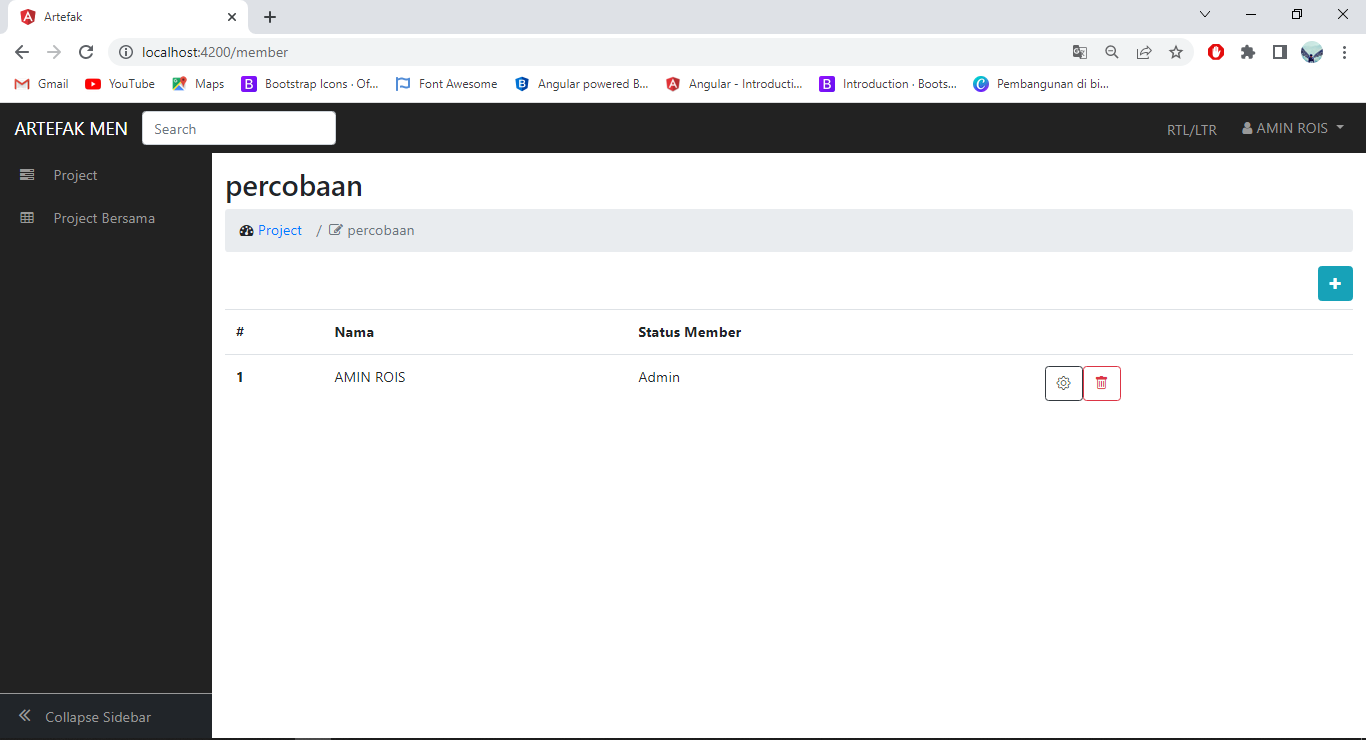 Artefak
localhost:4200/member
Gmail YouTube Maps Bootstrap Icons · Of... Font Awesome Angular powered B... Angular - Introducti... Introduction · Boots... Pembangunan di bi...
ARTEFAK MEN Search RTL/LTR AMIN ROIS
Project
Project Bersama
percobaan
Project / percobaan
# Nama Status Member
1 AMIN ROIS Admin
Collapse Sidebar